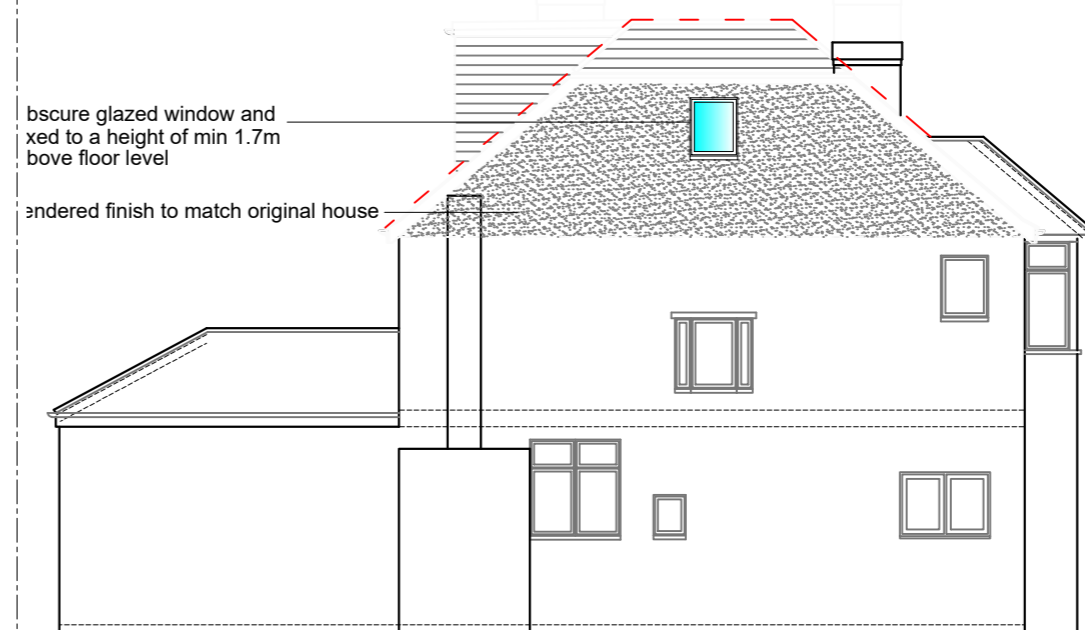 bscure glazed window and
xed to a height of min 1.7m
bove floor level
endered finish to match original house